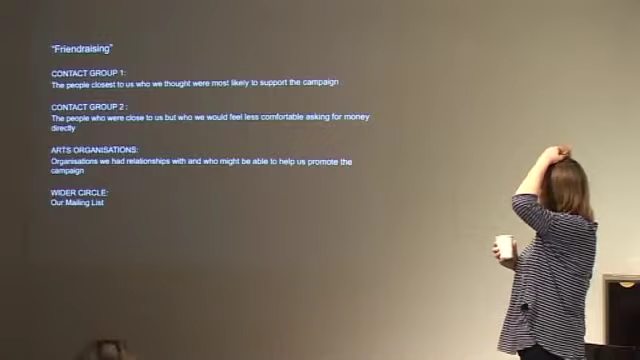 "Friendraising"
CONTACT GROUP 1:
The people closest to us who we thought were most likely to support the campaign
CONTACT GROUP 2 :
The people who were close to us but who we would feel less comfortable asking for money
directly
ARTS ORGANISATIONS:
Organisations we had relationships with and who might be able to help us promote the
campaign
WIDER CIRCLE:
Our Mailing List